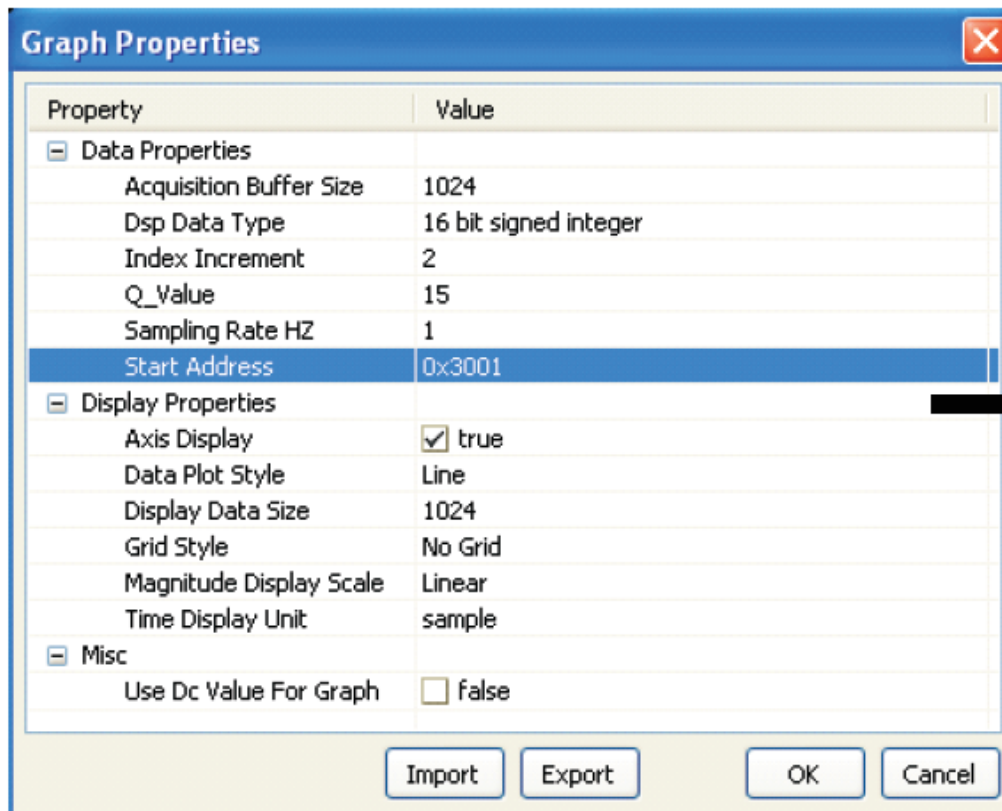 Graph Properties
Property Value
Data Properties
Acquisition Buffer Size 1024
Dsp Data Type 16 bit signed integer
Index Increment 2
Q_Value 15
Sampling Rate HZ 1
Start Address 0x3001
Display Properties
Axis Display true
Data Plot Style Line
Display Data Size 1024
Grid Style No Grid
Magnitude Display Scale Linear
Time Display Unit sample
Misc
Use Dc Value For Graph false
Import Export OK Cancel